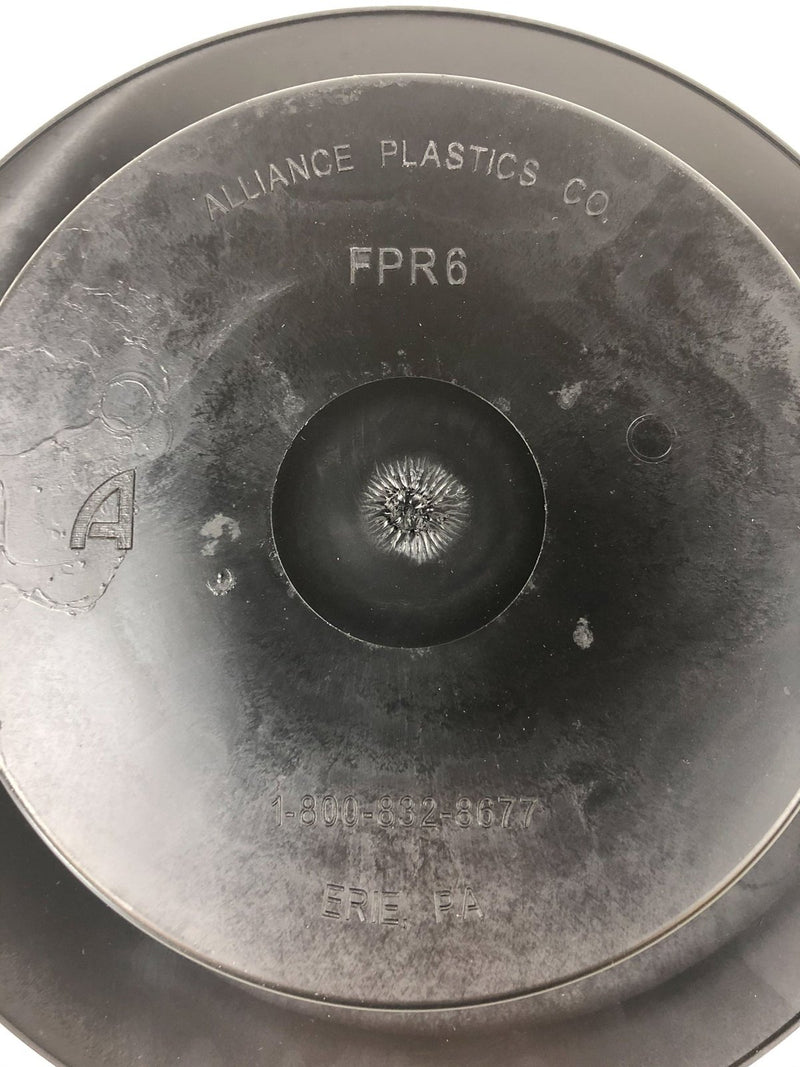 ALLIANCE PLASTICS CO.
FPR6
A
1-800-832-8677
ERIE, PA